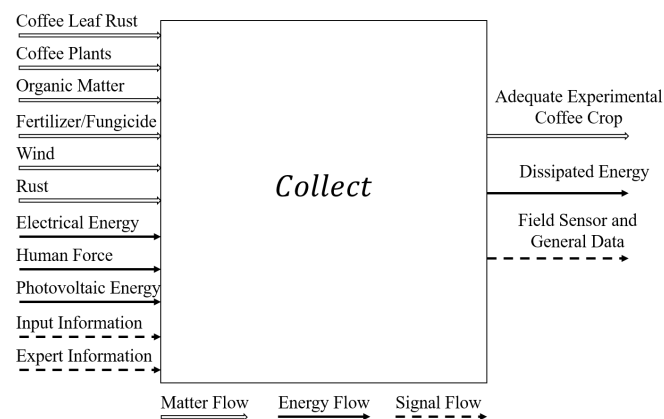 Coffee Leaf Rust
Coffee Plants
Organic Matter
Fertilizer/Fungicide
Wind
Rust
Electrical Energy
Human Force
Photovoltaic Energy
Input Information
Expert Information
Collect
Adequate Experimental
Coffee Crop
Dissipated Energy
Field Sensor and
General Data
Matter Flow
Energy Flow
Signal Flow